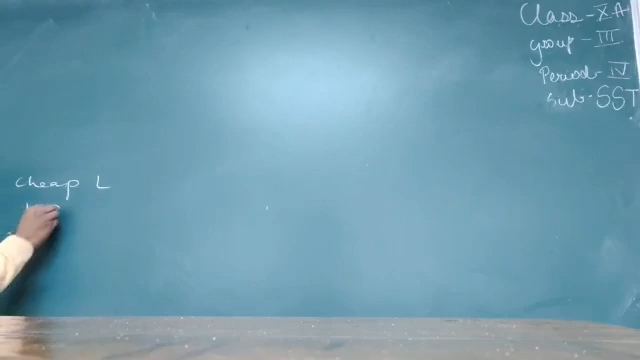 Class - X A
group - III
Period - IV
Sub - SST
cheap L